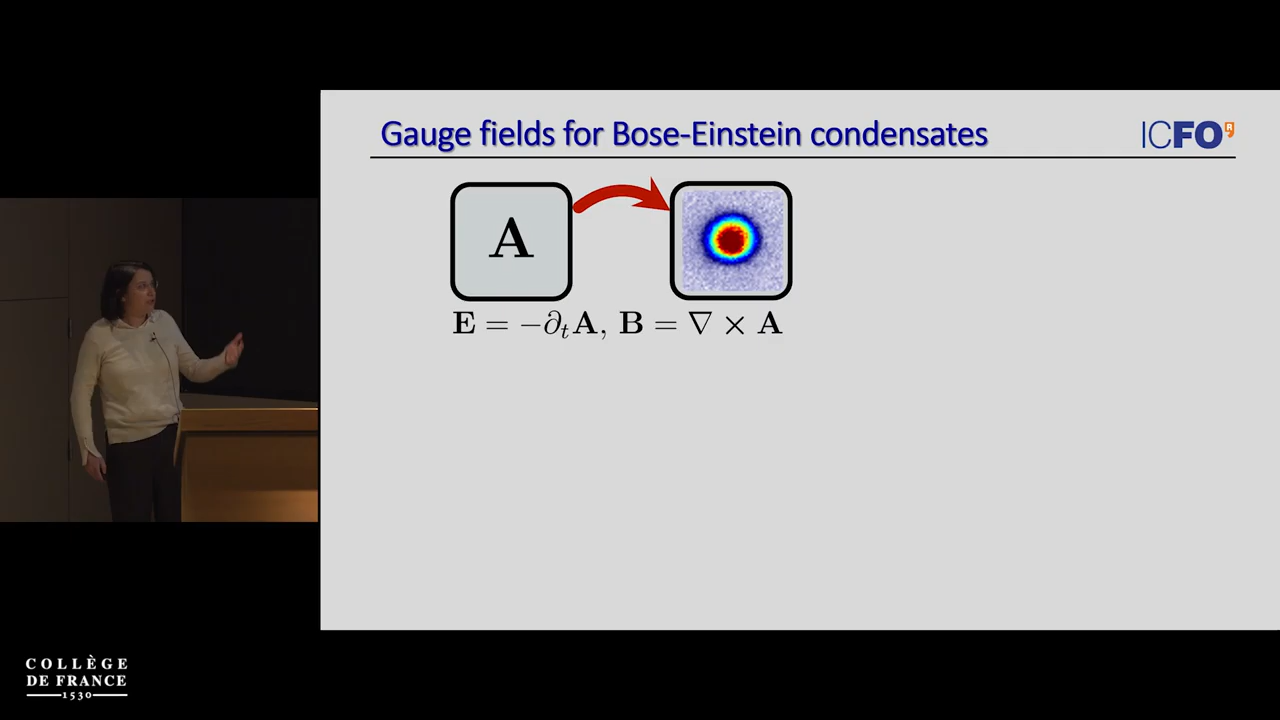 Gauge fields for Bose-Einstein condensates
ICFO R
A
E = −∂ₜA, B = ∇ × A
COLLÈGE
DE FRANCE
1530